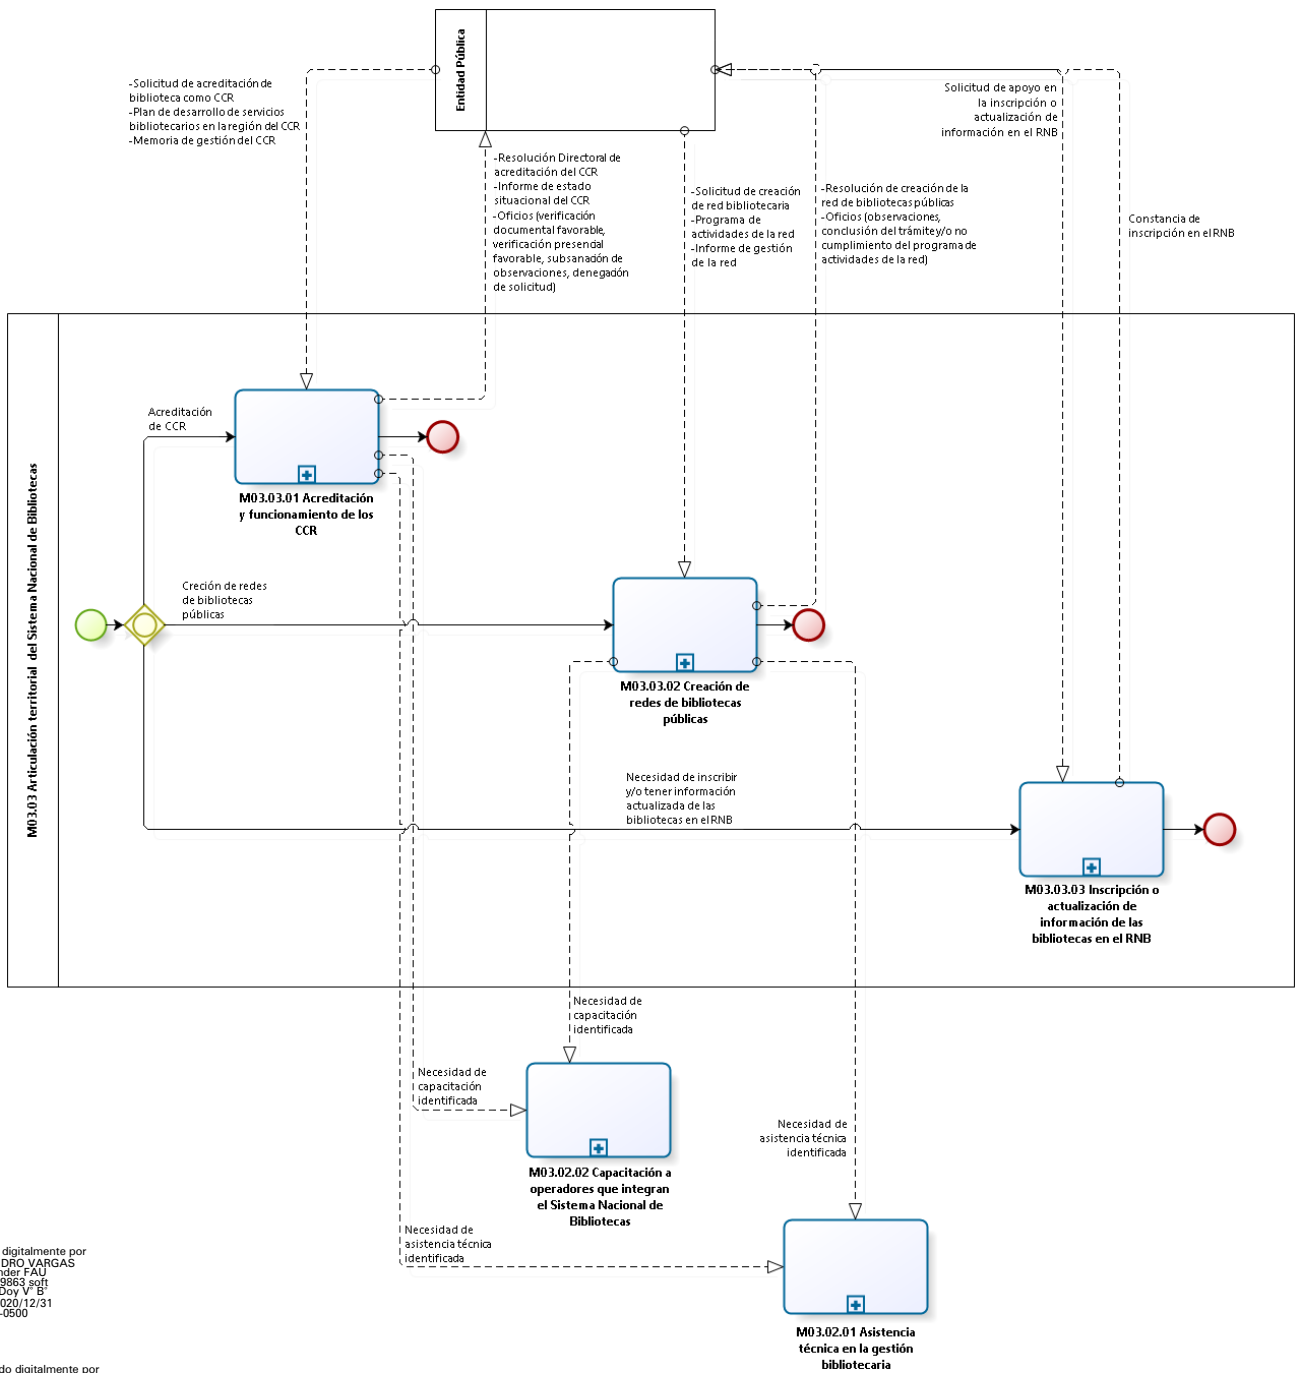 Entidad Pública
-Solicitud de acreditación de
biblioteca como CCR
-Plan de desarrollo de servicios
bibliotecarios en la región del CCR
-Memoria de gestión del CCR
-Resolución Directoral de
acreditación del CCR
-Informe de estado
situacional del CCR
-Oficios (verificación
documental favorable,
verificación presencial
favorable, subsanación de
observaciones, denegación
de solicitud)
-Solicitud de creación
de red bibliotecaria
-Programa de
actividades de la red
-Informe de gestión
de la red
-Resolución de creación de la
red de bibliotecas públicas
-Oficios (observaciones,
conclusión del trámite y/o no
cumplimiento del programa de
actividades de la red)
Solicitud de apoyo en
la inscripción o
actualización de
información en el RNB
Constancia de
inscripción en el RNB
M03.03 Articulación territorial del Sistema Nacional de Bibliotecas
Acreditación
de CCR
M03.03.01 Acreditación
y funcionamiento de los
CCR
Creción de redes
de bibliotecas
públicas
M03.03.02 Creación de
redes de bibliotecas
públicas
Necesidad de inscribir
y/o tener información
actualizada de las
bibliotecas en el RNB
M03.03.03 Inscripción o
actualización de
información de las
bibliotecas en el RNB
Necesidad de
capacitación
identificada
Necesidad de
capacitación
identificada
M03.02.02 Capacitación a
operadores que integran
el Sistema Nacional de
Bibliotecas
Necesidad de
asistencia técnica
identificada
Necesidad de
asistencia técnica
identificada
M03.02.01 Asistencia
técnica en la gestión
bibliotecaria
digitalmente por
DRO VARGAS
nder FAU
9863 soft
Doy V° B°
020/12/31
-0500
do digitalmente por